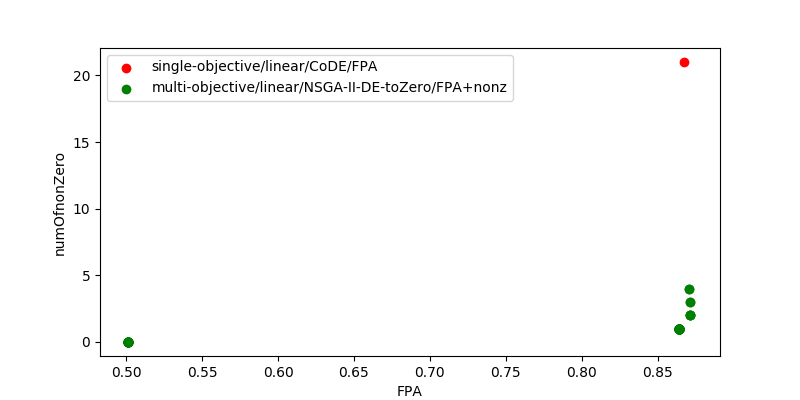 single-objective/linear/CoDE/FPA
multi-objective/linear/NSGA-II-DE-toZero/FPA+nonz
20
15
10
5
0
numOfnonZero
0.50 0.55 0.60 0.65 0.70 0.75 0.80 0.85
FPA